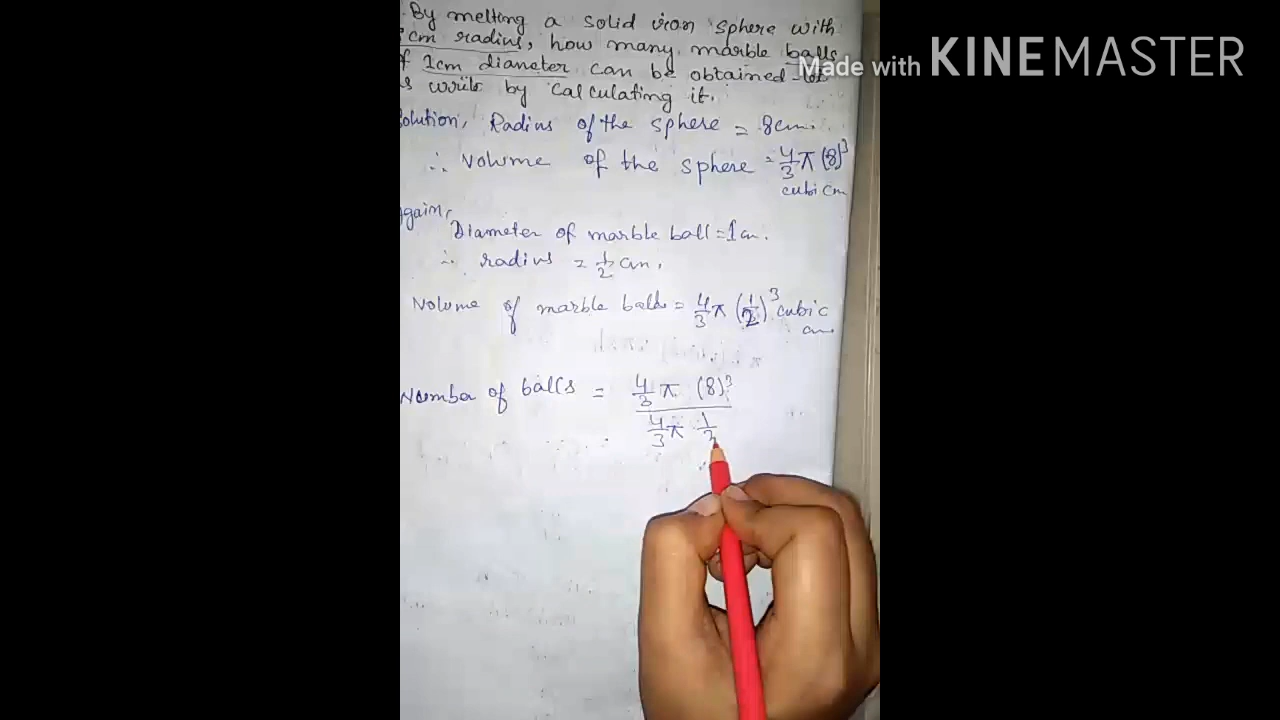 By melting a solid iron sphere with
cm radius, how many marble balls
f 1cm diameter can be obtained
s write by calculating it.
Made with KINEMASTER
olution, Radius of the sphere = 8cm.
∴ Volume of the sphere = 4/3 π (8)³
cubic cm
gain,
Diameter of marble ball = 1cm.
∴ radius = 1/2 cm.
Volume of marble balls = 4/3 π (1/2)³ cubic
cm
Number of balls = 4/3 π (8)³
4/3 π 1